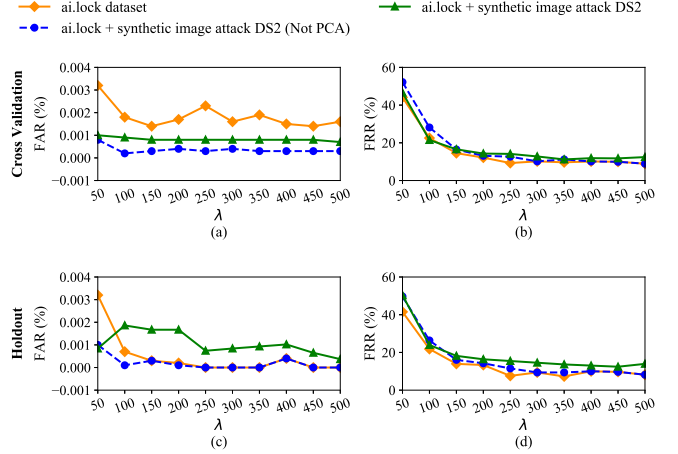 ai.lock dataset
ai.lock + synthetic image attack DS2
ai.lock + synthetic image attack DS2 (Not PCA)
Cross Validation
FAR (%)
0.004
0.003
0.002
0.001
0.000
−0.001
50 100 150 200 250 300 350 400 450 500
λ
(a)
FRR (%)
60
40
20
0
50 100 150 200 250 300 350 400 450 500
λ
(b)
Holdout
FAR (%)
0.004
0.003
0.002
0.001
0.000
−0.001
50 100 150 200 250 300 350 400 450 500
λ
(c)
FRR (%)
60
40
20
0
50 100 150 200 250 300 350 400 450 500
λ
(d)